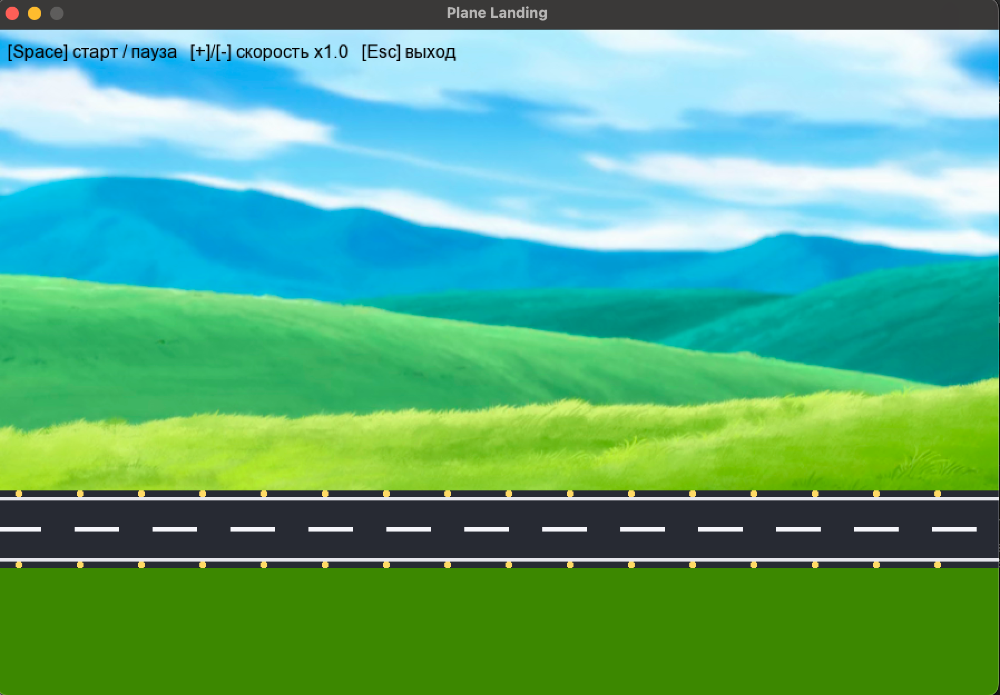 Plane Landing
[Space] старт / пауза [+]/[-] скорость x1.0 [Esc] выход